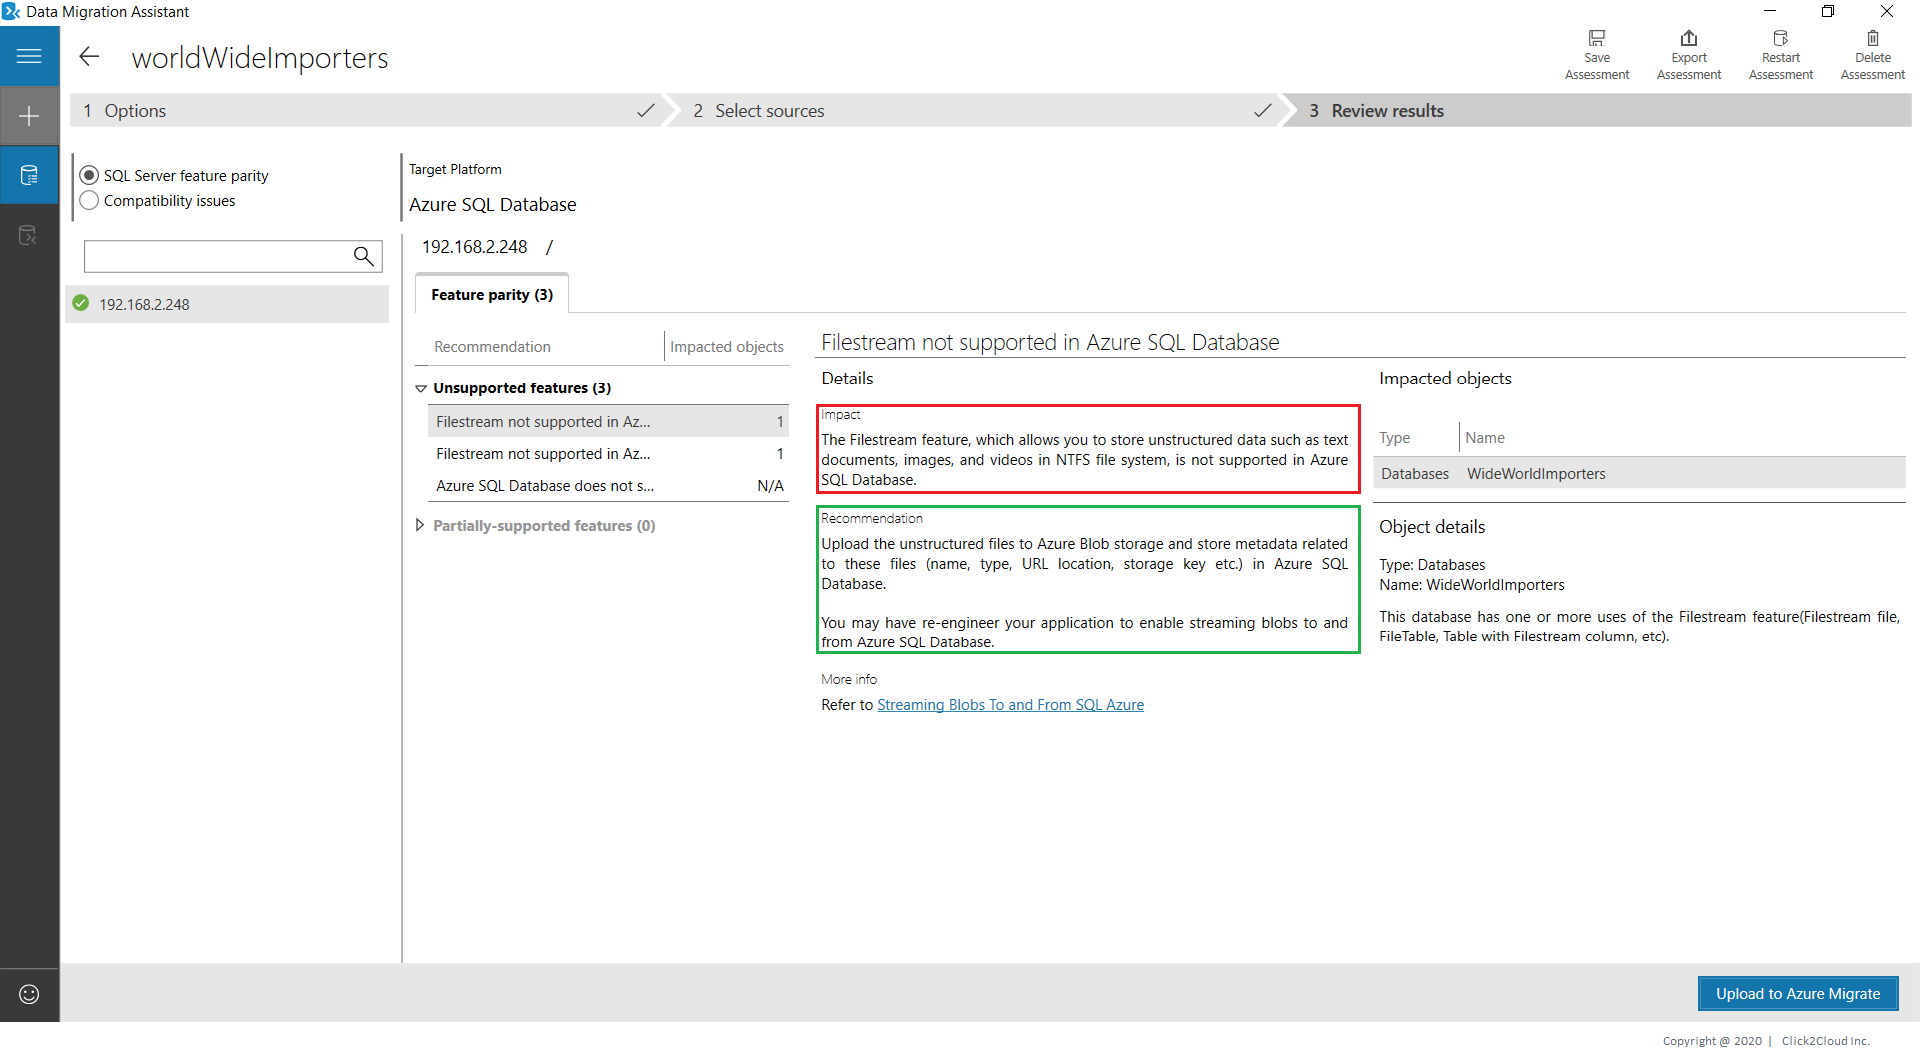 Data Migration Assistant
worldWideImporters
Save Assessment
Export Assessment
Restart Assessment
Delete Assessment
1 Options
2 Select sources
3 Review results
SQL Server feature parity
Compatibility issues
192.168.2.248
Target Platform
Azure SQL Database
192.168.2.248 /
Feature parity (3)
Recommendation Impacted objects
Unsupported features (3)
Filestream not supported in Az... 1
Filestream not supported in Az... 1
Azure SQL Database does not s... N/A
Partially-supported features (0)
Filestream not supported in Azure SQL Database
Details
Impact
The Filestream feature, which allows you to store unstructured data such as text
documents, images, and videos in NTFS file system, is not supported in Azure
SQL Database.
Recommendation
Upload the unstructured files to Azure Blob storage and store metadata related
to these files (name, type, URL location, storage key etc.) in Azure SQL
Database.
You may have re-engineer your application to enable streaming blobs to and
from Azure SQL Database.
More info
Refer to Streaming Blobs To and From SQL Azure
Impacted objects
Type Name
Databases WideWorldImporters
Object details
Type: Databases
Name: WideWorldImporters
This database has one or more uses of the Filestream feature(Filestream file,
FileTable, Table with Filestream column, etc).
Upload to Azure Migrate
Copyright @ 2020 | Click2Cloud Inc.